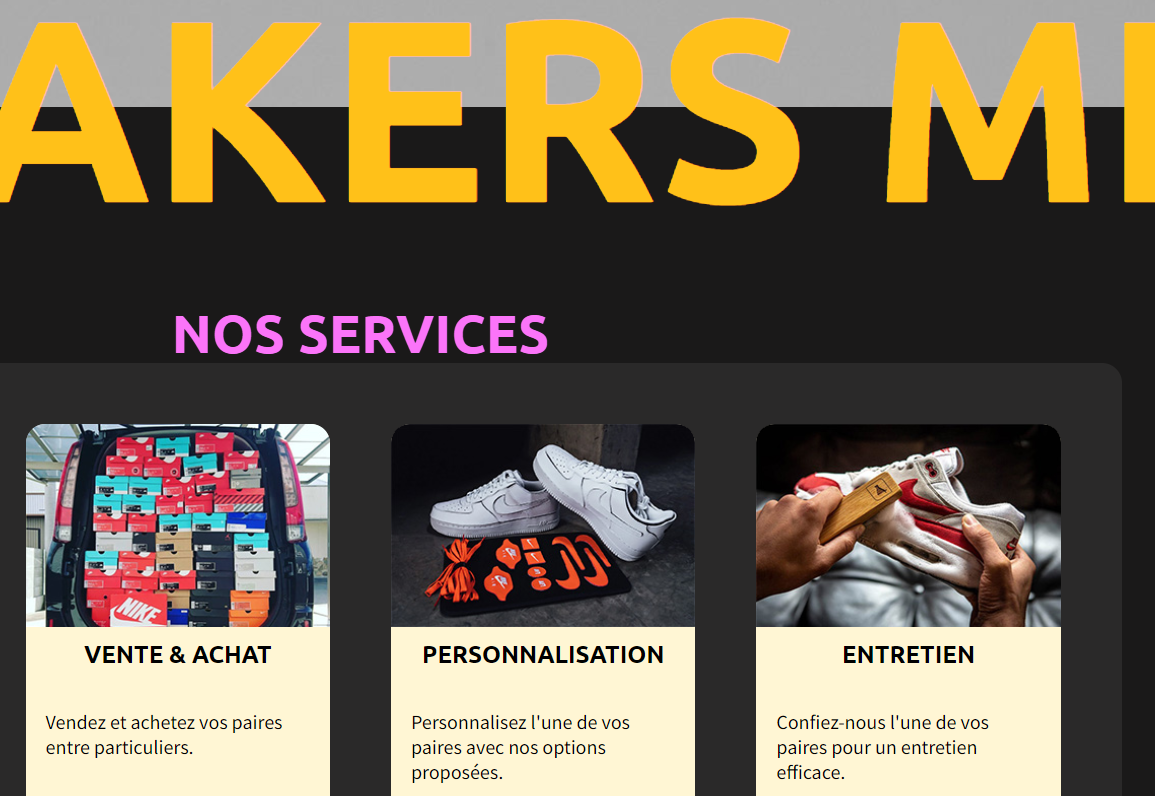 AKERS M
NOS SERVICES
NIKE
VENTE & ACHAT
Vendez et achetez vos paires
entre particuliers.
PERSONNALISATION
Personnalisez l'une de vos
paires avec nos options
proposées.
ENTRETIEN
Confiez-nous l'une de vos
paires pour un entretien
efficace.